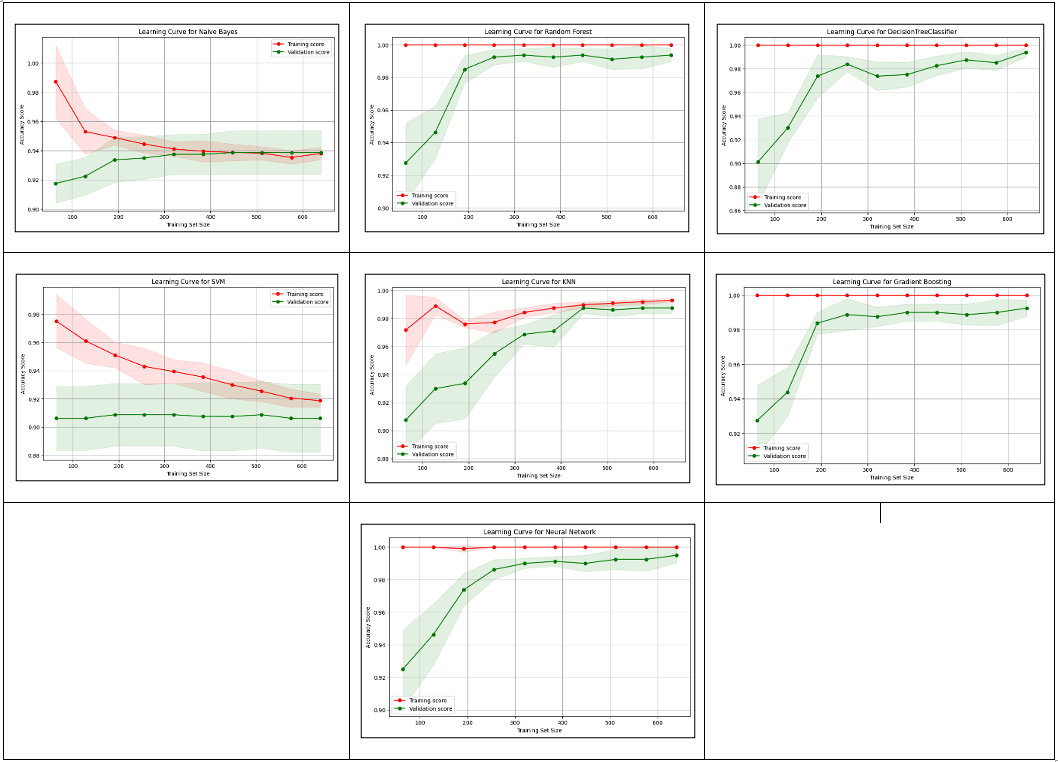 Learning Curve for Naive Bayes
Training score
Validation score
1.00
0.98
0.96
0.94
0.92
0.90
Accuracy Score
100 200 300 400 500 600
Training Set Size
Learning Curve for Random Forest
1.00
0.98
0.96
0.94
0.92
0.90
Accuracy Score
Training score
Validation score
100 200 300 400 500 600
Training Set Size
Learning Curve for DecisionTreeClassifier
1.00
0.98
0.96
0.94
0.92
0.90
0.88
0.86
Accuracy Score
Training score
Validation score
100 200 300 400 500 600
Training Set Size
Learning Curve for SVM
Training score
Validation score
0.98
0.96
0.94
0.92
0.90
0.88
Accuracy Score
100 200 300 400 500 600
Training Set Size
Learning Curve for KNN
1.00
0.98
0.96
0.94
0.92
0.90
0.88
Accuracy Score
Training score
Validation score
100 200 300 400 500 600
Training Set Size
Learning Curve for Gradient Boosting
1.00
0.98
0.96
0.94
0.92
Accuracy Score
Training score
Validation score
100 200 300 400 500 600
Training Set Size
Learning Curve for Neural Network
1.00
0.98
0.96
0.94
0.92
0.90
Accuracy Score
Training score
Validation score
100 200 300 400 500 600
Training Set Size